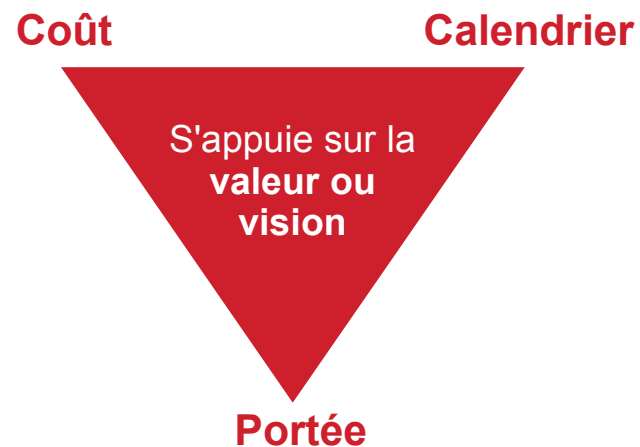 Coût
Calendrier
S'appuie sur la
valeur ou
vision
Portée